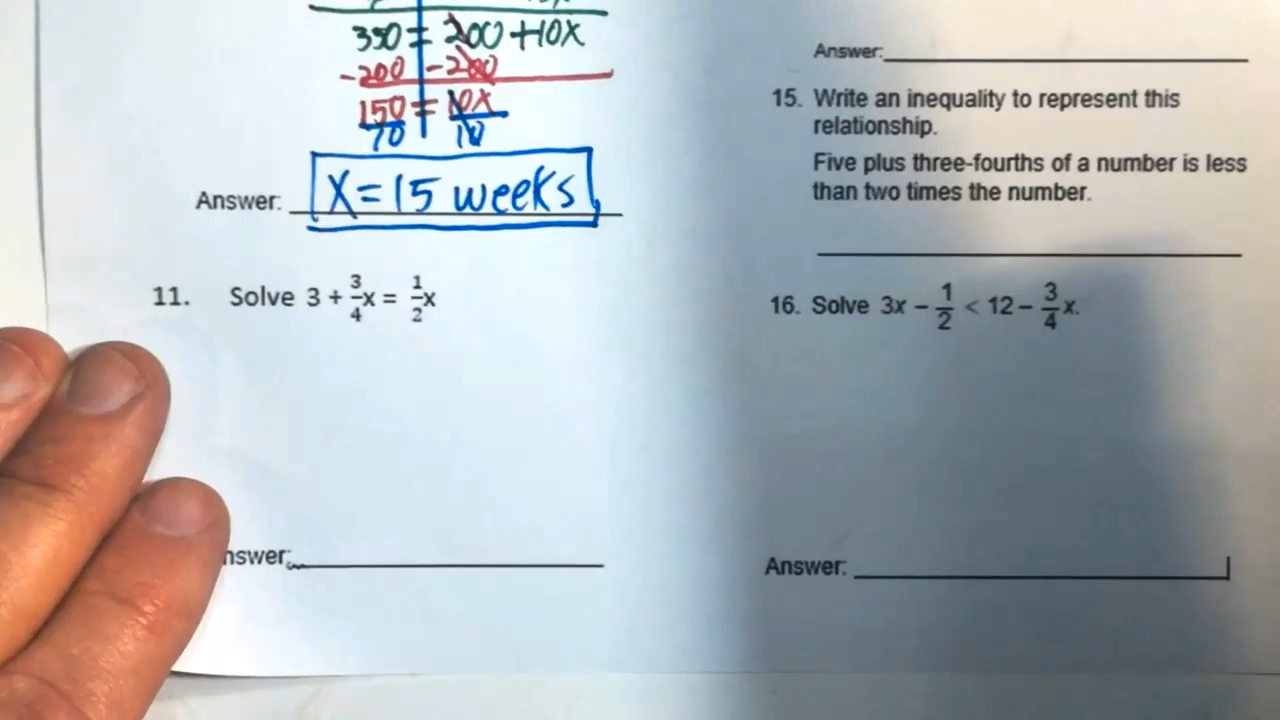 350 = 200 + 10x
-200 -200
150 = 10x
10 10
Answer: x = 15 weeks
11. Solve 3 + 3/4x = 1/2x
nswer:
Answer:
15. Write an inequality to represent this
relationship.
Five plus three-fourths of a number is less
than two times the number.
16. Solve 3x - 1/2 < 12 - 3/4x.
Answer: